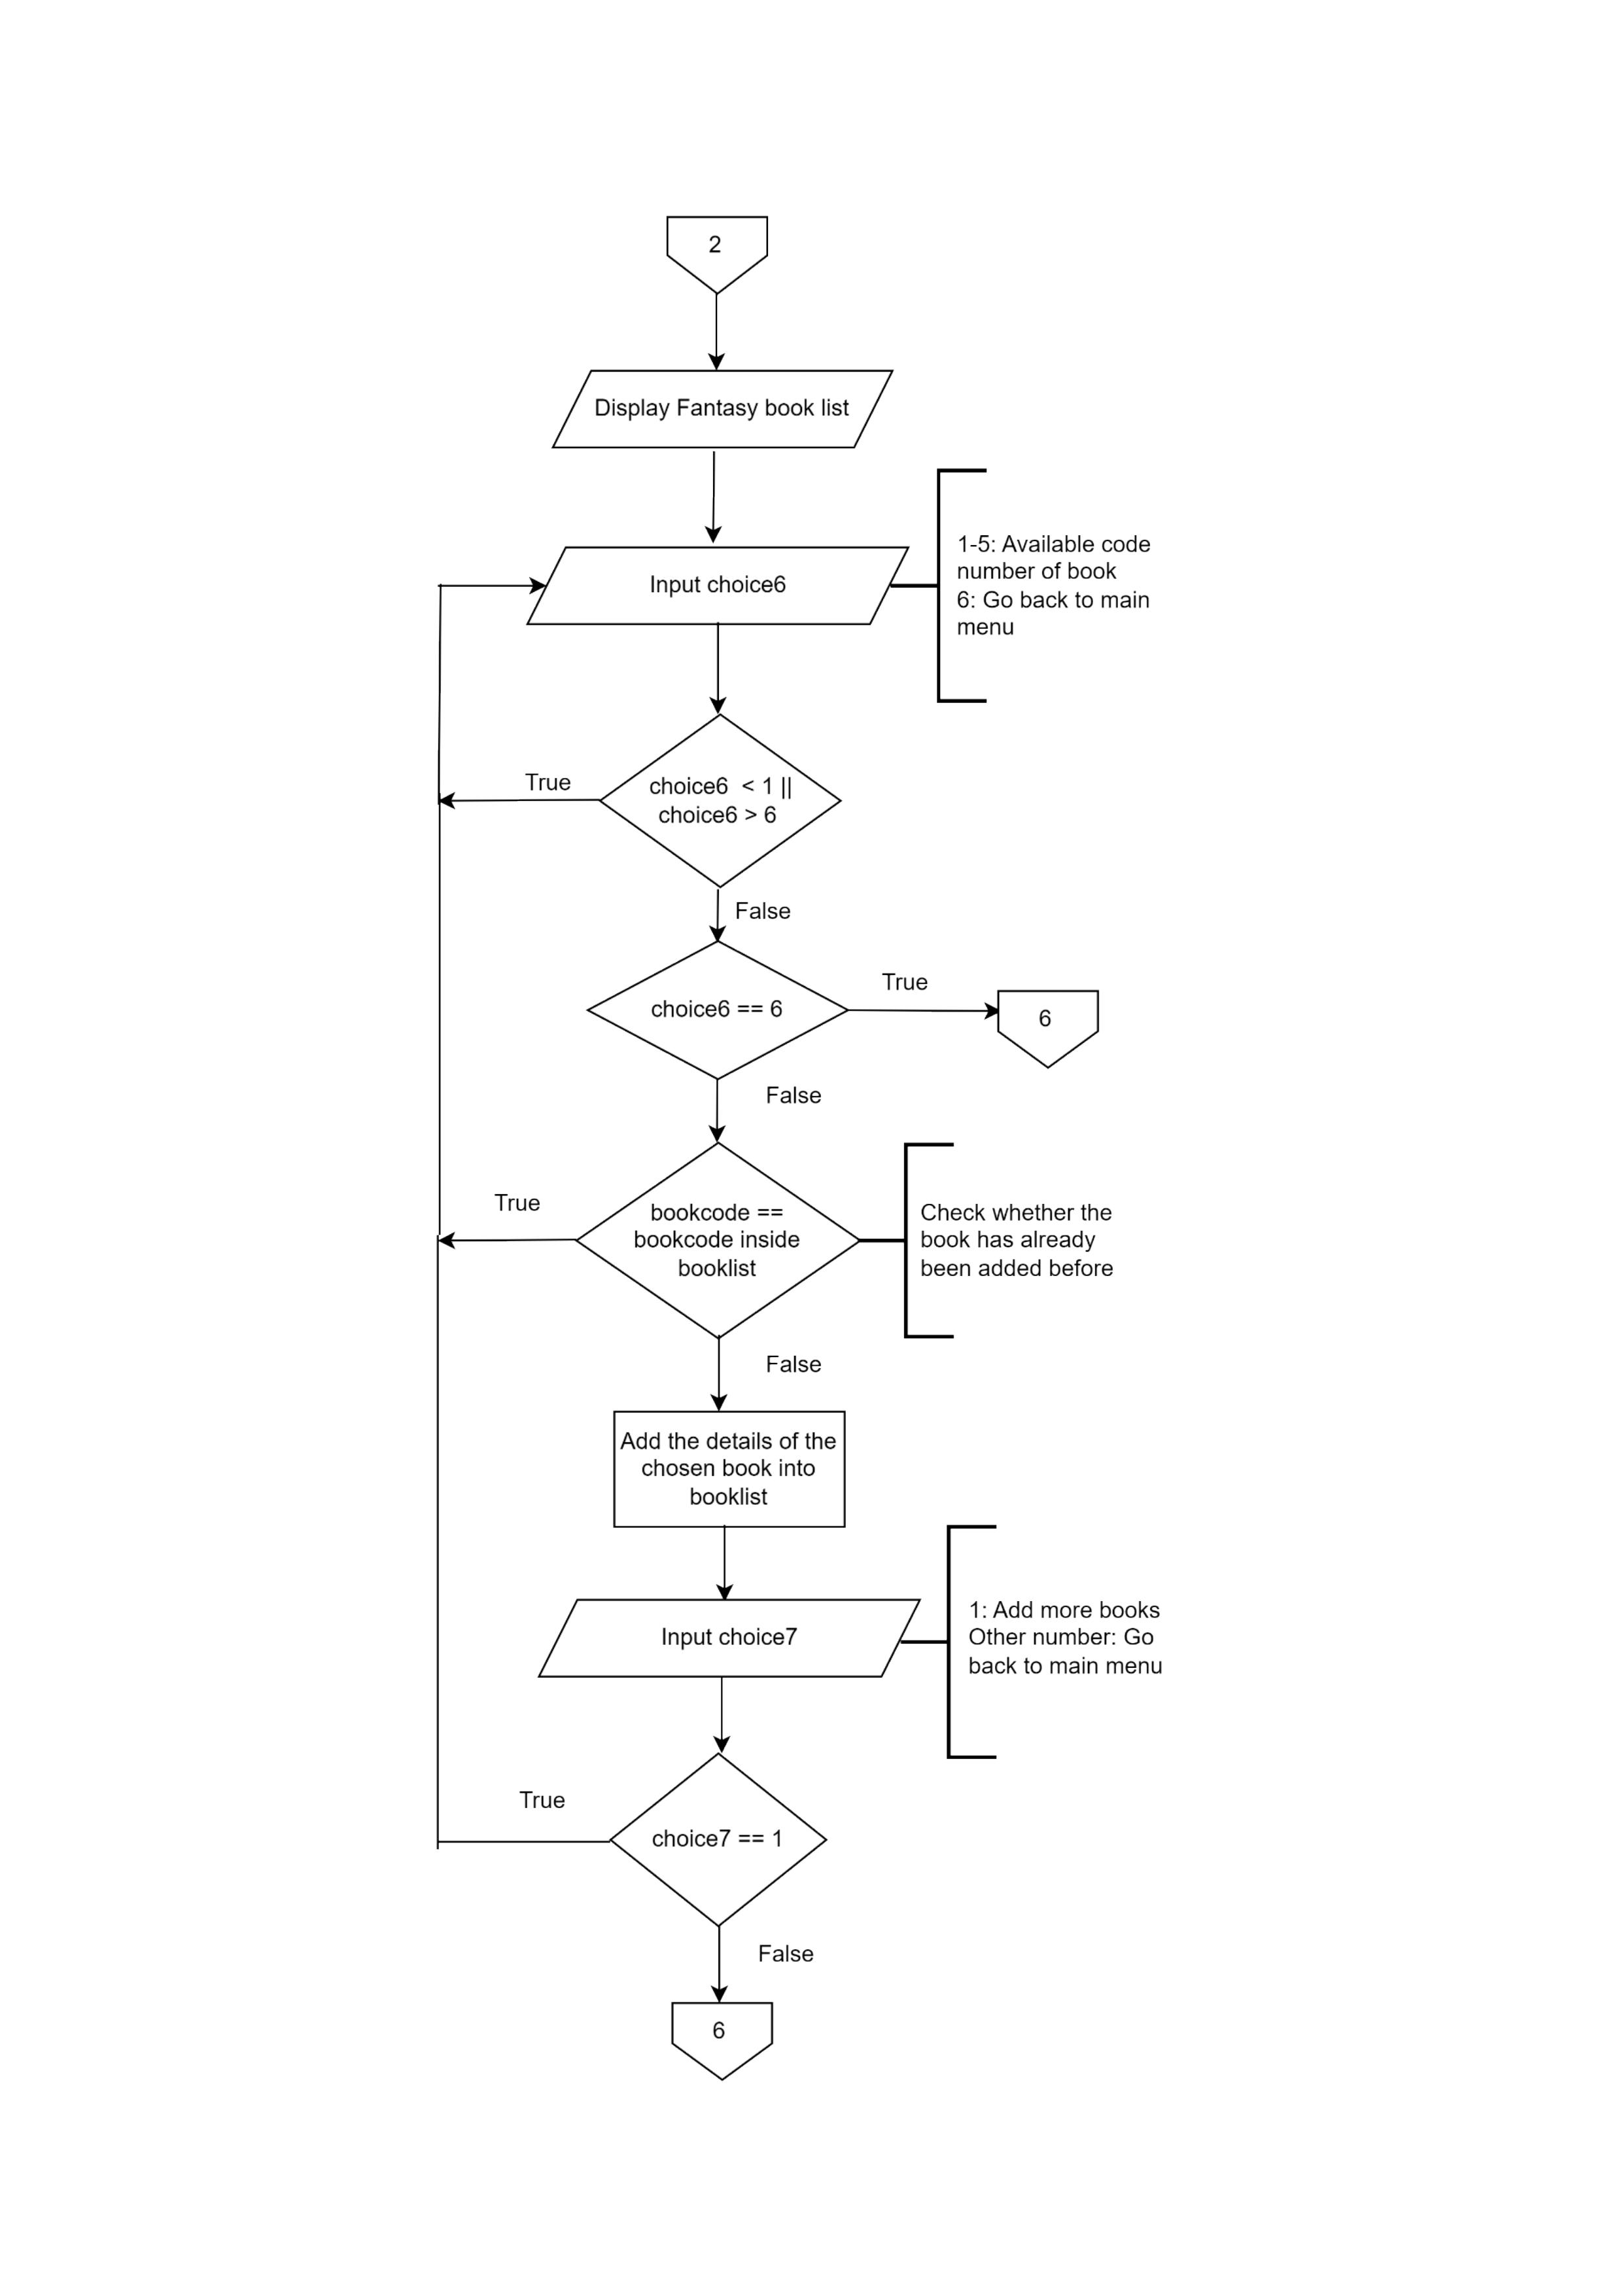 2
Display Fantasy book list
Input choice6
1-5: Available code
number of book
6: Go back to main
menu
choice6  < 1 ||
choice6 > 6
True
False
choice6 == 6
True
6
False
bookcode ==
bookcode inside
booklist
True
Check whether the
book has already
been added before
False
Add the details of the
chosen book into
booklist
Input choice7
1: Add more books
Other number: Go
back to main menu
True
choice7 == 1
False
6